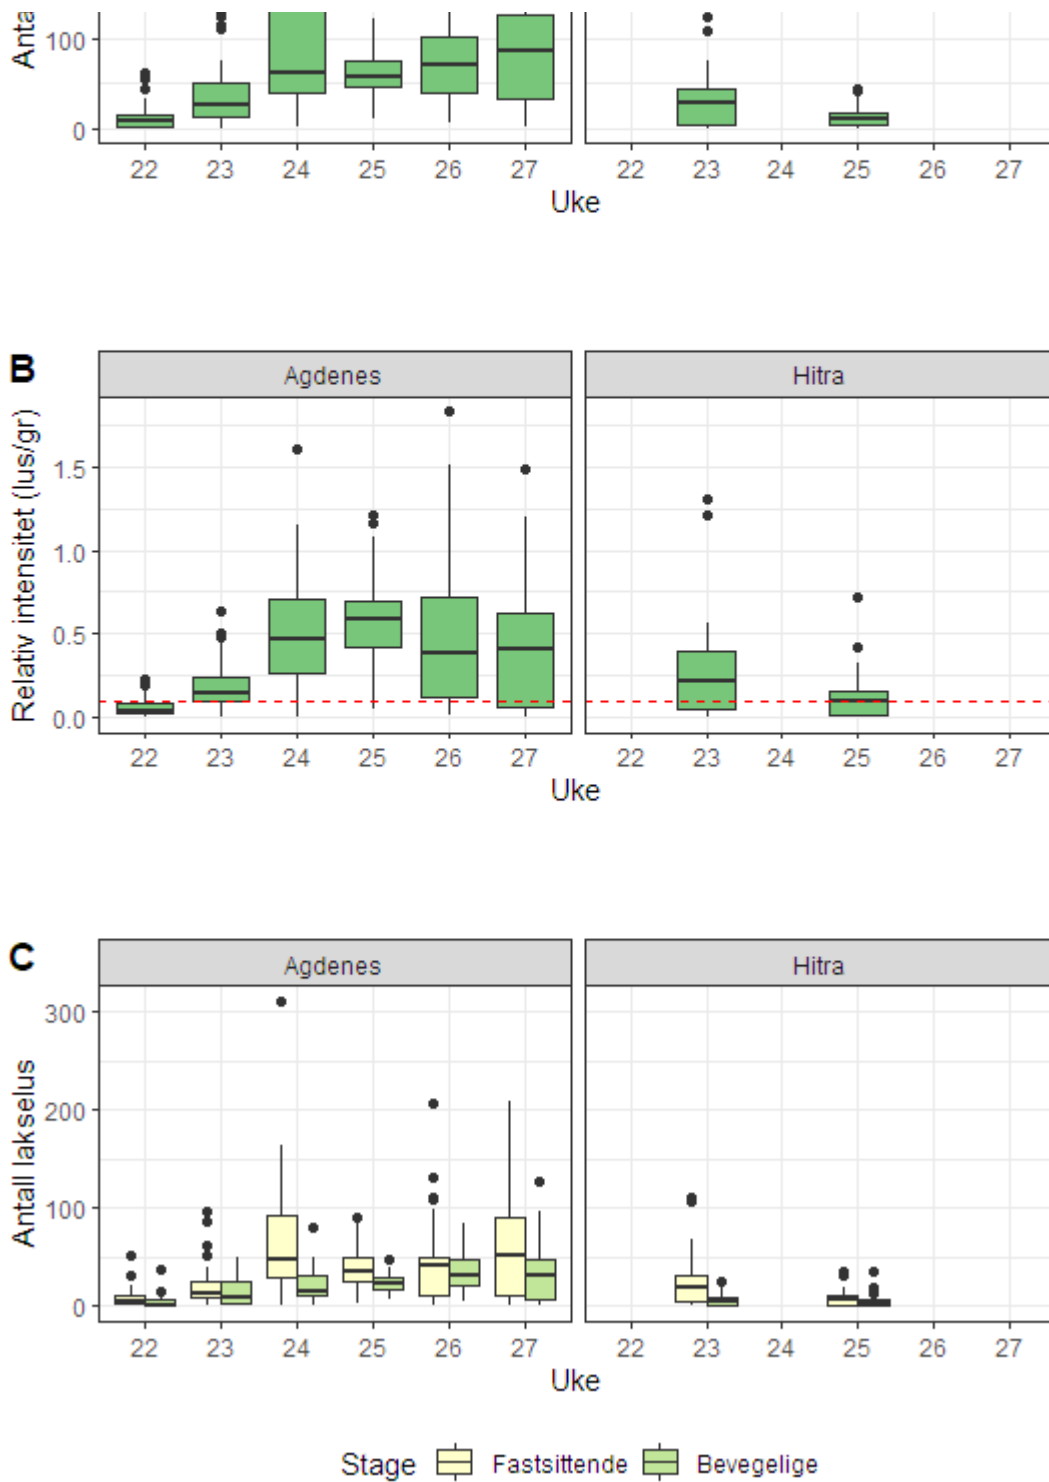 100
0
22 23 24 25 26 27 22 23 24 25 26 27
Uke
B
Agdenes Hitra
Relativ intensitet (lus/gr)
1.5
1.0
0.5
0.0
22 23 24 25 26 27 22 23 24 25 26 27
Uke
C
Agdenes Hitra
Antall lakselus
300
200
100
0
22 23 24 25 26 27 22 23 24 25 26 27
Uke
Stage Fastsittende Bevegelige